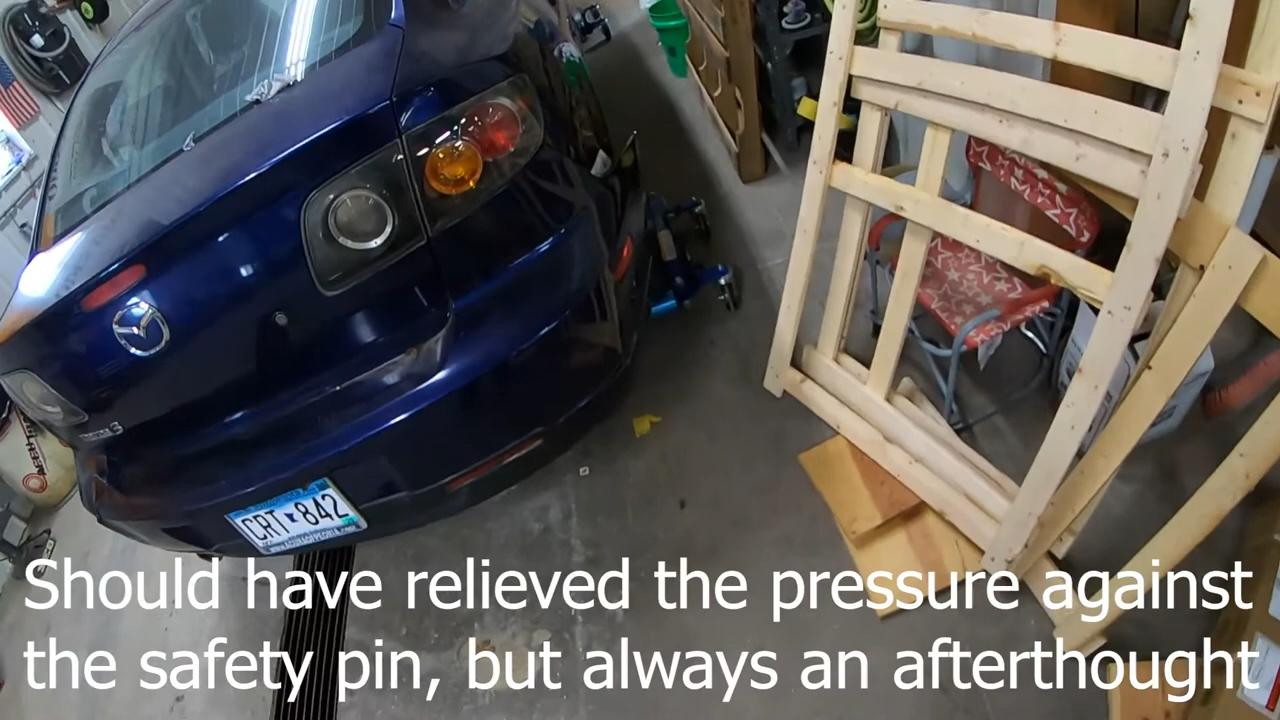 CRT 842
Should have relieved the pressure against
the safety pin, but always an afterthought